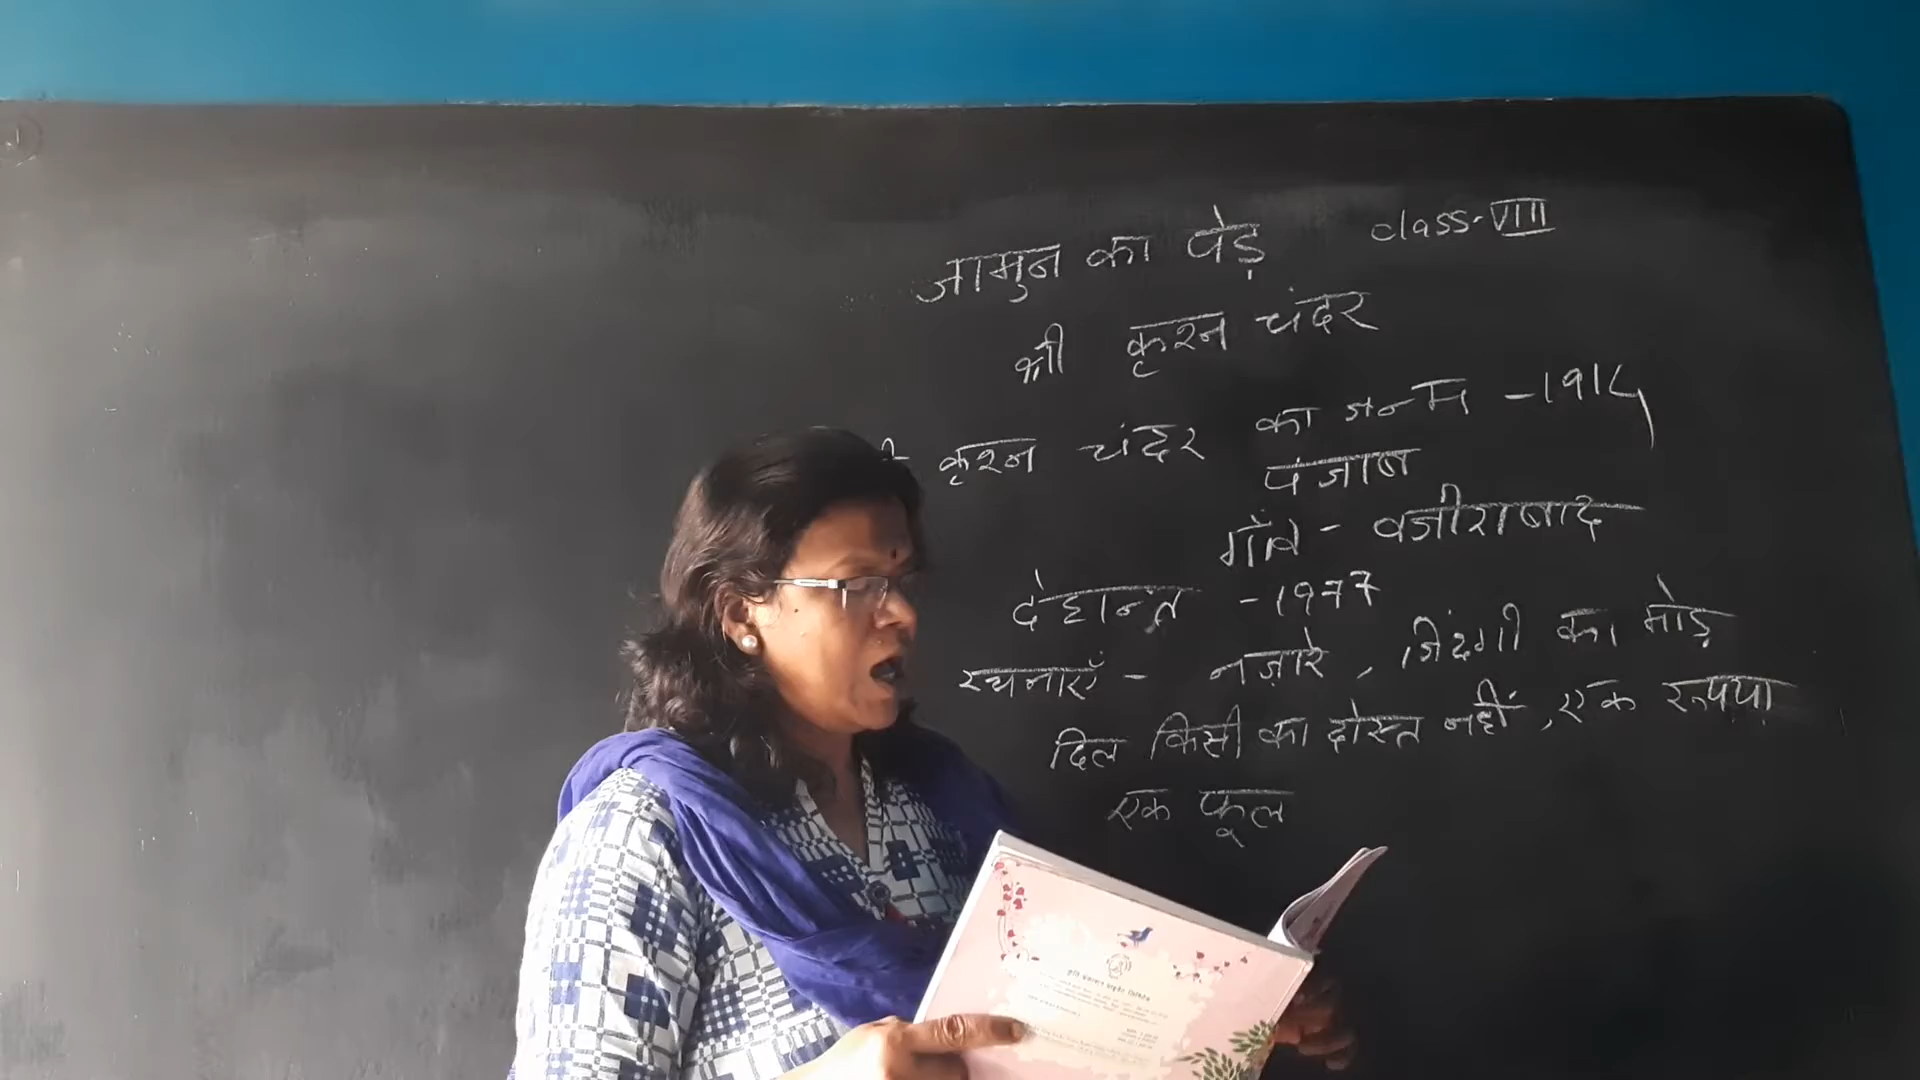 जामुन का पेड़ class-VIII
श्री कृश्न चंदर
कृश्न चंदर का जन्म - 1914
पंजाब
गाँव - वजीराबाद
देहान्त - 1977
रचनाएँ - नज़ारे, जिंदगी का मोड़
दिल किसी का दोस्त नहीं, एक रूपया
एक फूल